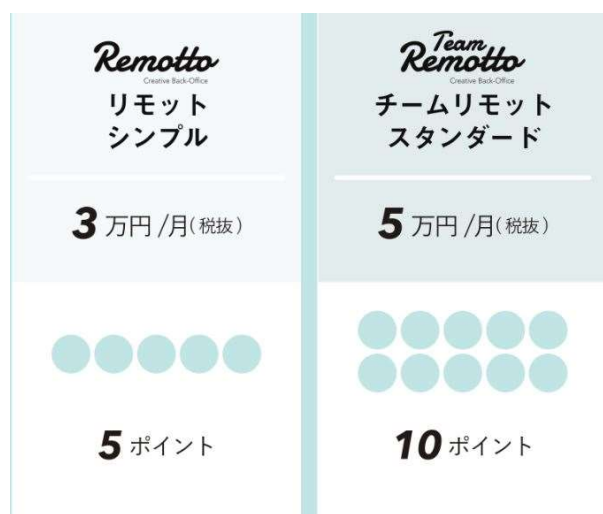 Remotto
Creative Back-Office
リモット
シンプル
3万円/月(税抜)
5ポイント
Team
Remotto
Creative Back-Office
チームリモット
スタンダード
5万円/月(税抜)
10ポイント